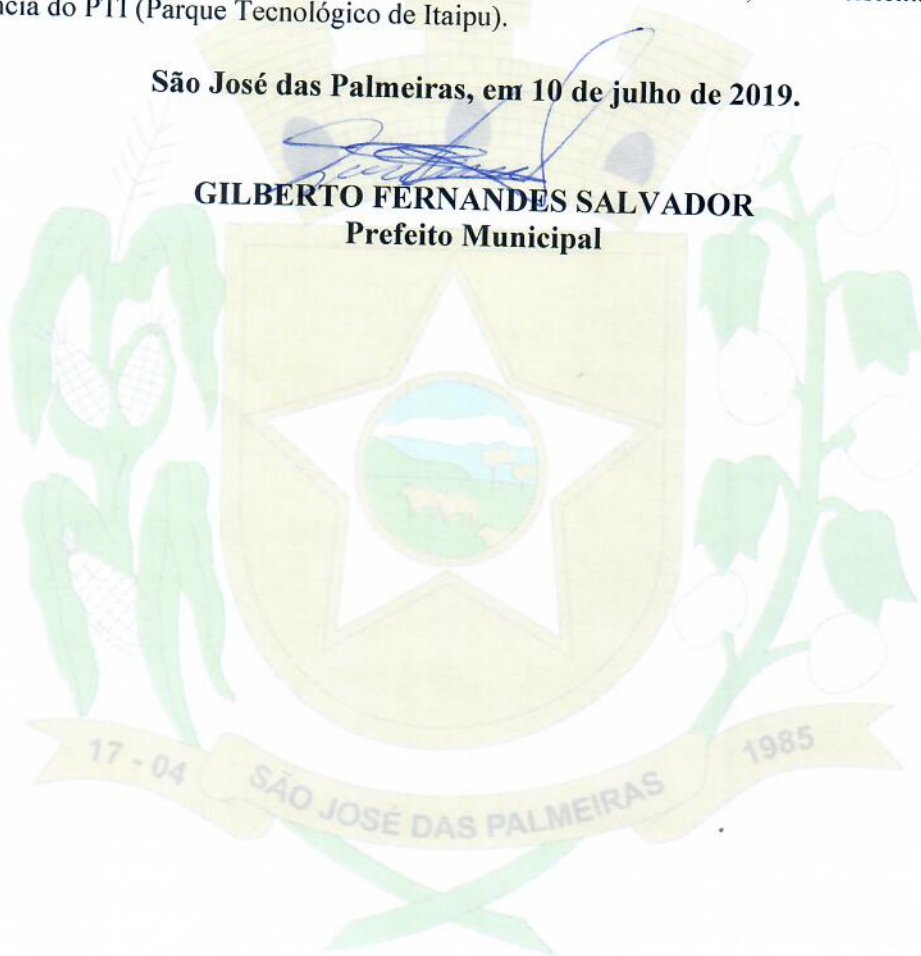 ncia do PTI (Parque Tecnológico de Itaipu).
São José das Palmeiras, em 10 de julho de 2019.
GILBERTO FERNANDES SALVADOR
Prefeito Municipal
17 - 04
SÃO JOSÉ DAS PALMEIRAS
1985